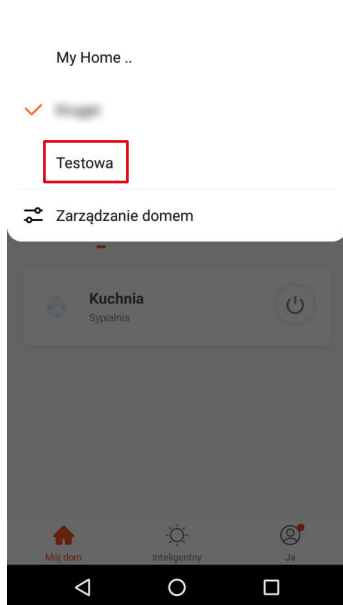 My Home ..
Testowa
Zarządzanie domem
Kuchnia
Sypialnia
Mój dom
Inteligentny
Ja